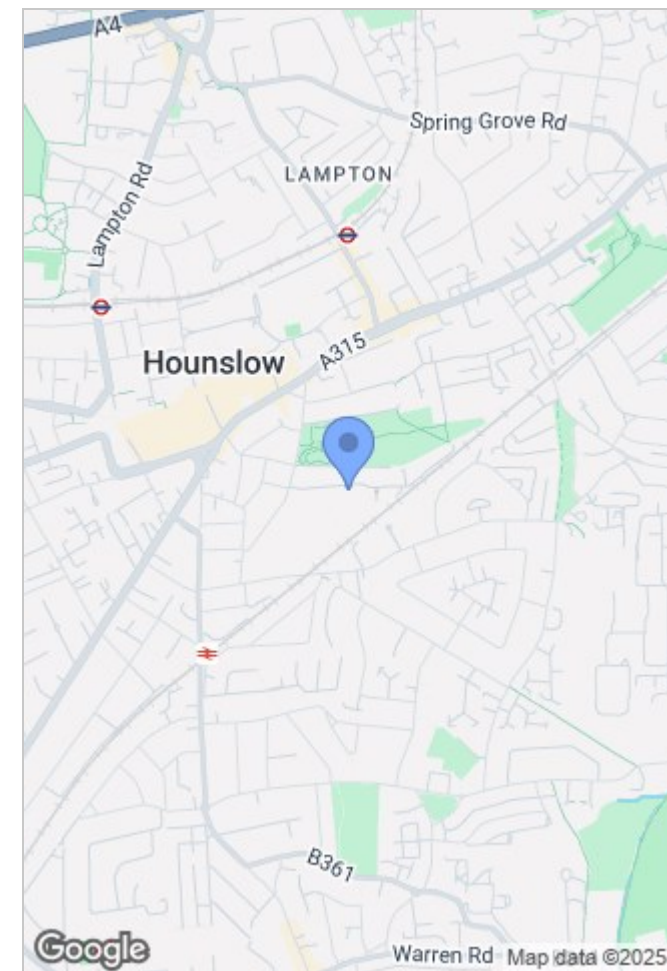 A4
Spring Grove Rd
LAMPTON
Lampton Rd
A315
Hounslow
B361
Google
Warren Rd
Map data ©2025